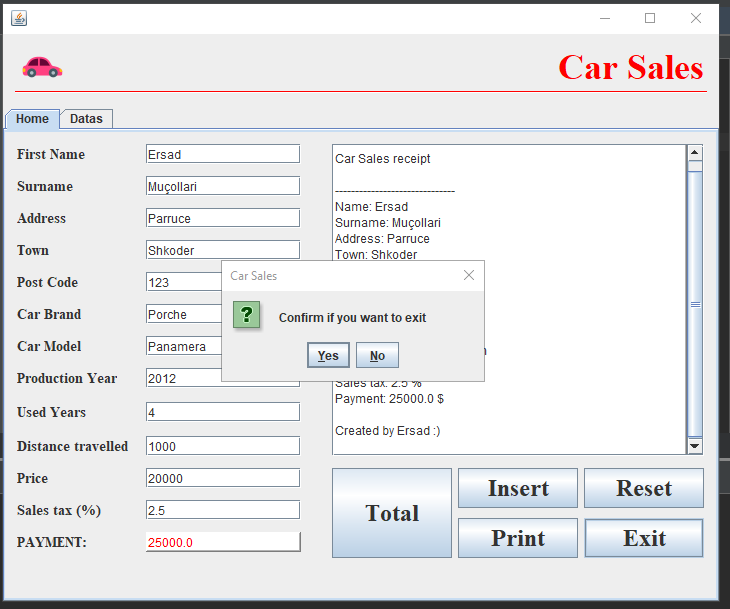 Car Sales
Home Datas
First Name Ersad
Surname Muçollari
Address Parruce
Town Shkoder
Post Code 123
Car Brand Porche
Car Model Panamera
Production Year 2012
Used Years 4
Distance travelled 1000
Price 20000
Sales tax (%) 2.5
PAYMENT: 25000.0
Car Sales receipt
------------------------------
Name: Ersad
Surname: Muçollari
Address: Parruce
Town: Shkoder
Sales tax: 2.5 %
Payment: 25000.0 $
Created by Ersad :)
Car Sales
?
Confirm if you want to exit
Yes No
Total Insert Reset
Print Exit